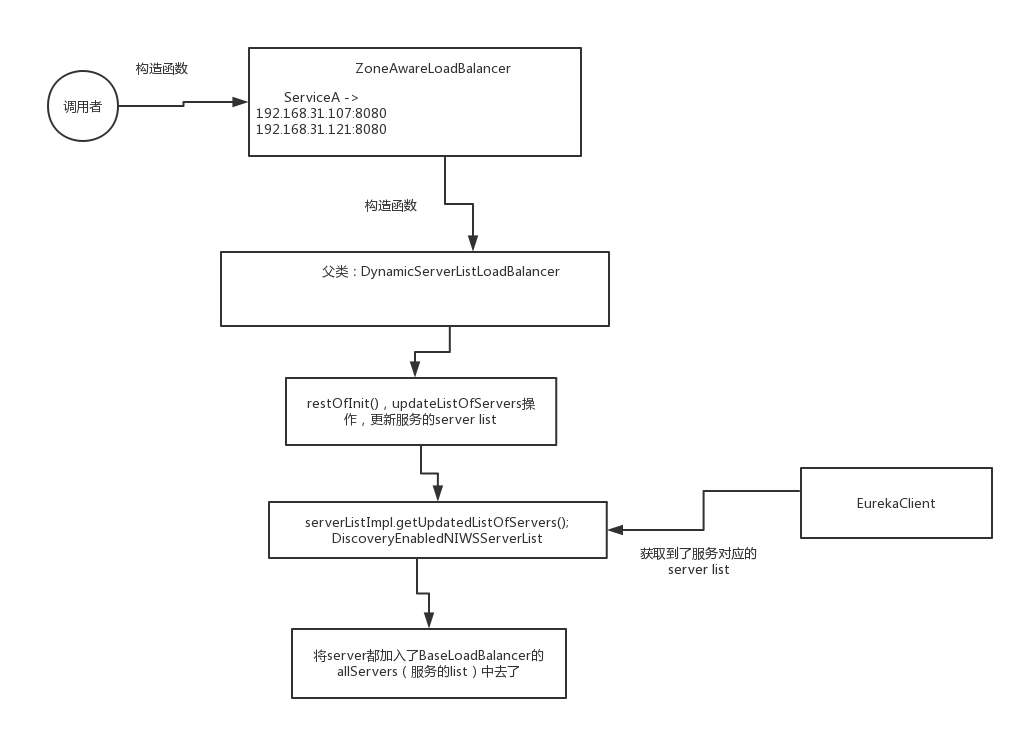 构造函数
调用者
ZoneAwareLoadBalancer
ServiceA ->
192.168.31.107:8080
192.168.31.121:8080
构造函数
父类：DynamicServerListLoadBalancer
restOfInit()，updateListOfServers操
作，更新服务的server list
serverListImpl.getUpdatedListOfServers();
DiscoveryEnabledNIWSServerList
EurekaClient
获取到了服务对应的
server list
将server都加入了BaseLoadBalancer的
allServers（服务的list）中去了